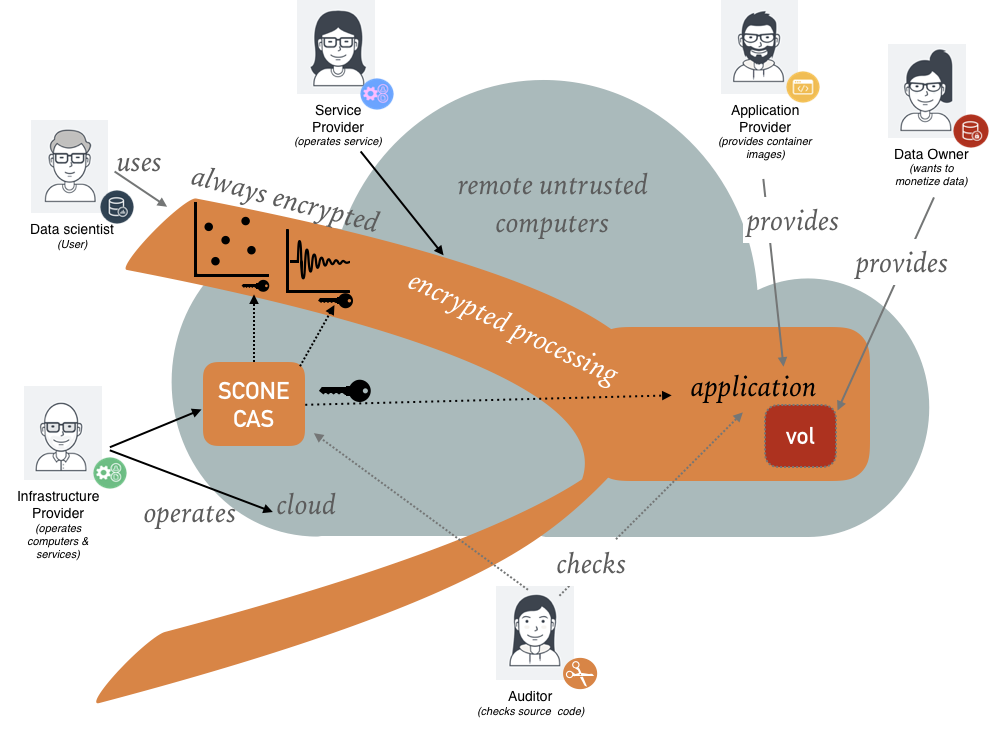 Service
Provider
(operates service)
Application
Provider
(provides container
images)
Data Owner
(wants to
monetize data)
uses
Data scientist
(User)
always encrypted
remote untrusted
computers
provides
provides
encrypted processing
SCONE
CAS
application
vol
Infrastructure
Provider
(operates
computers &
services)
operates
cloud
checks
Auditor
(checks source code)